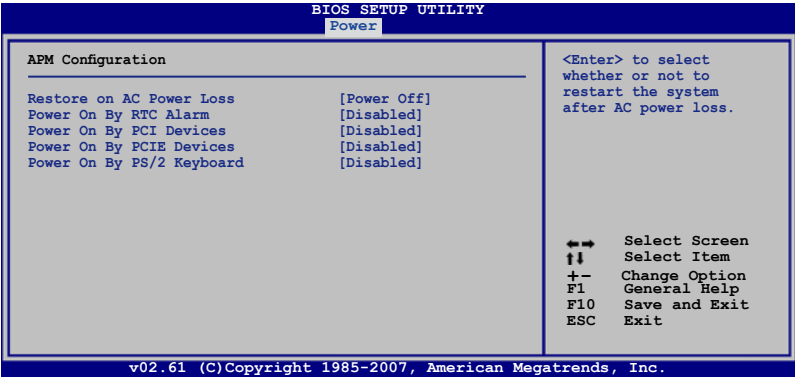 BIOS SETUP UTILITY
Power
APM Configuration
Restore on AC Power Loss [Power Off]
Power On By RTC Alarm [Disabled]
Power On By PCI Devices [Disabled]
Power On By PCIE Devices [Disabled]
Power On By PS/2 Keyboard [Disabled]
<Enter> to select
whether or not to
restart the system
after AC power loss.
Select Screen
Select Item
+- Change Option
F1 General Help
F10 Save and Exit
ESC Exit
v02.61 (C)Copyright 1985-2007, American Megatrends, Inc.